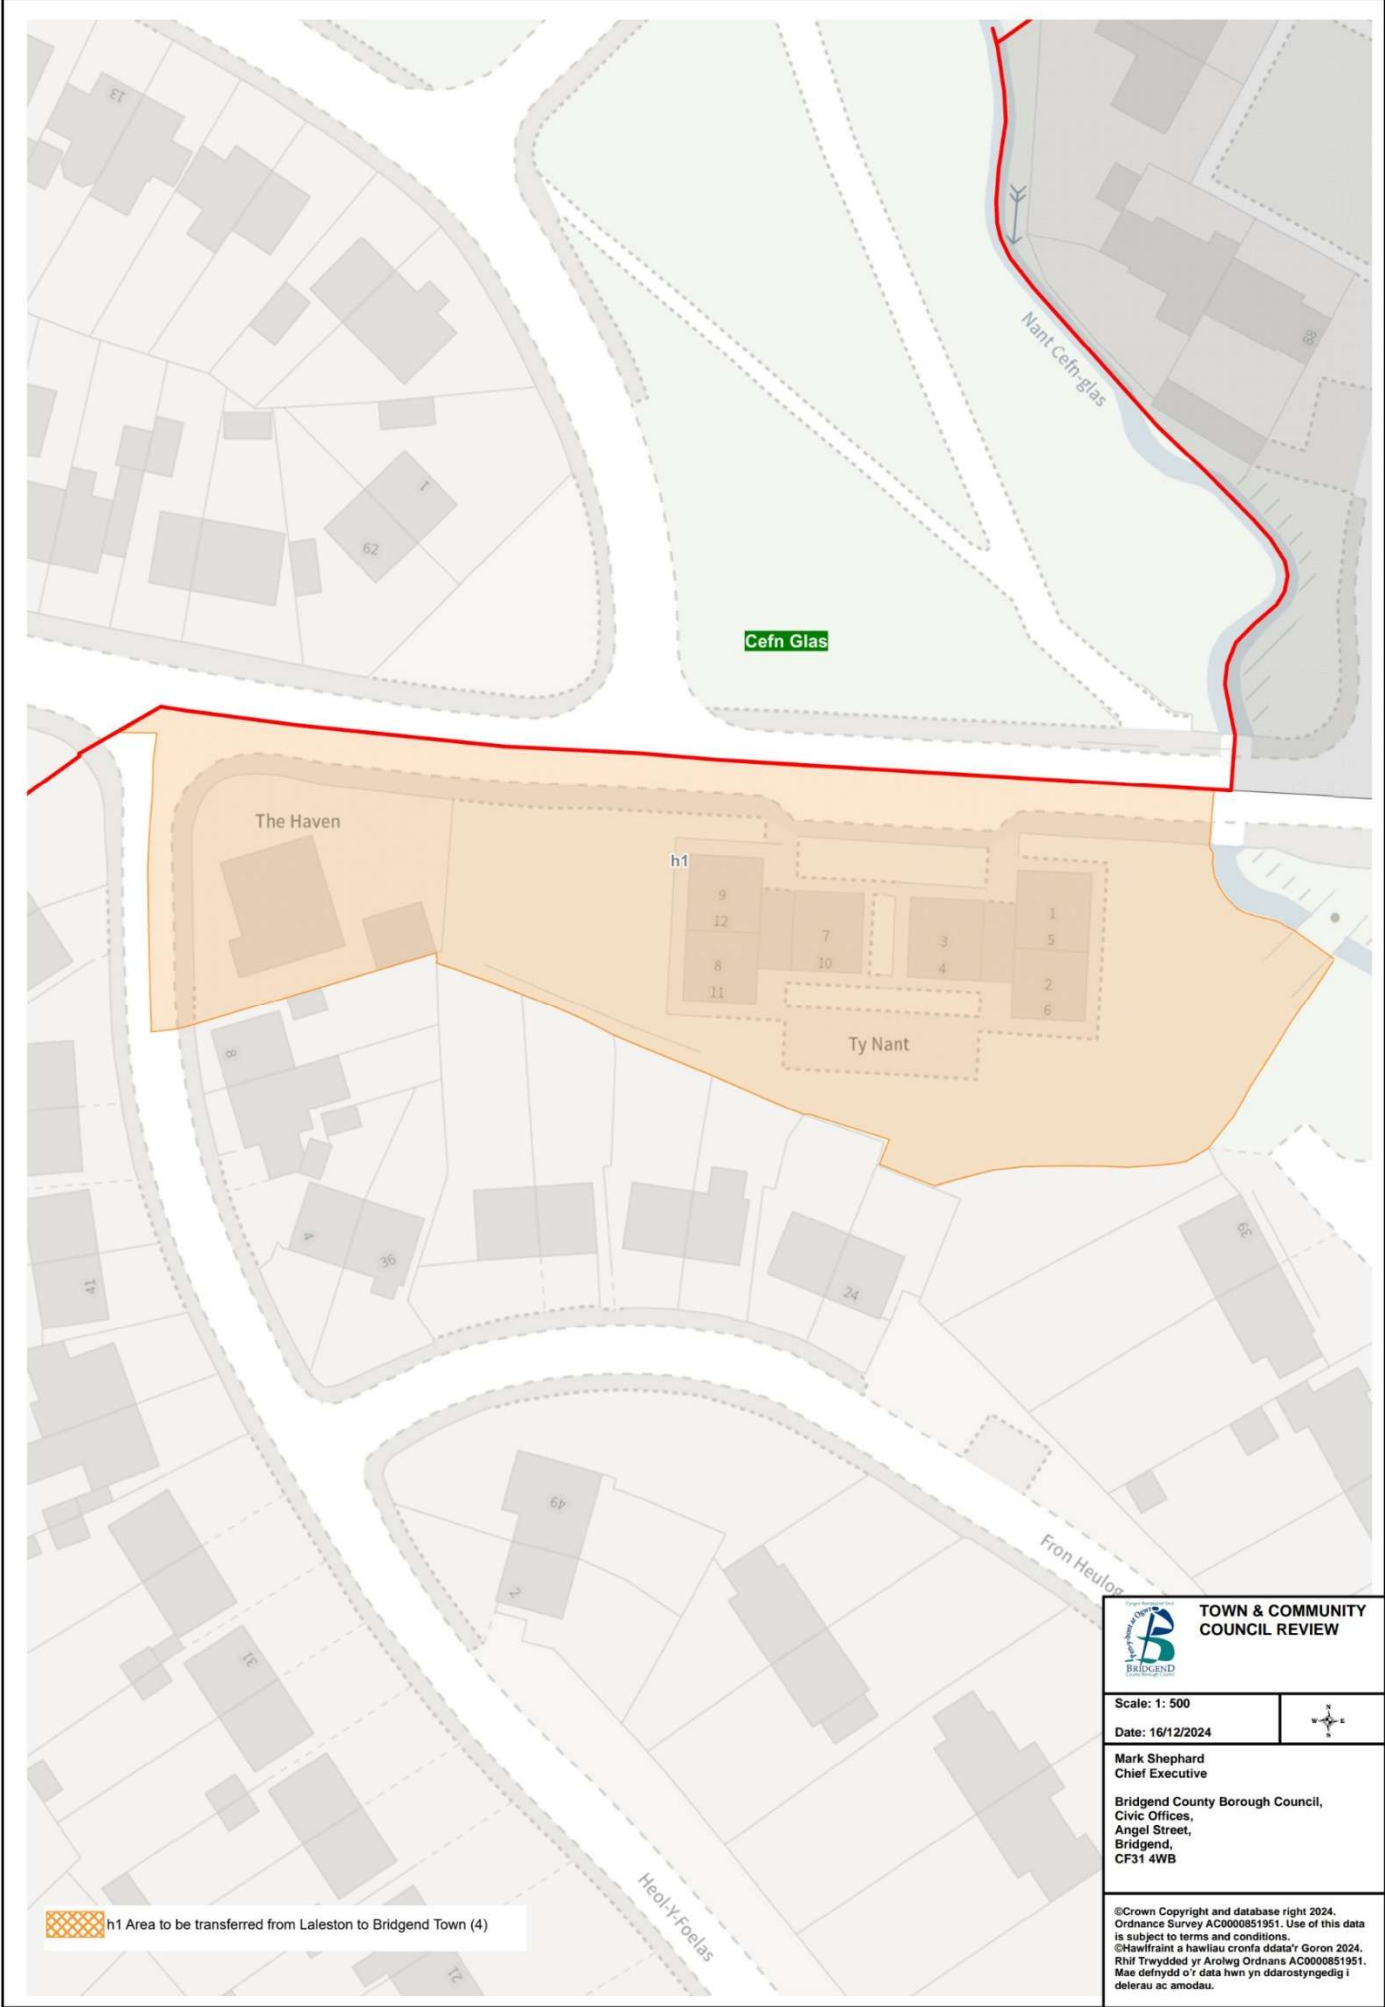 13
88
Nant Cefn-glas
1
62
Cefn Glas
The Haven
h1
9
12
7
10
8
11
3
4
1
5
2
6
Ty Nant
8
4
36
24
39
41
49
2
Fron Heulog
31
Heol-Y-Foelas
21
h1 Area to be transferred from Laleston to Bridgend Town (4)
BRIDGEND
County Borough Council
TOWN & COMMUNITY
COUNCIL REVIEW
Scale: 1: 500
Date: 16/12/2024
N
W E
S
Mark Shephard
Chief Executive
Bridgend County Borough Council,
Civic Offices,
Angel Street,
Bridgend,
CF31 4WB
©Crown Copyright and database right 2024.
Ordnance Survey AC0000851951. Use of this data
is subject to terms and conditions.
©Hawlfraint a hawliau cronfa ddata'r Goron 2024.
Rhif Trwydded yr Arolwg Ordnans AC0000851951.
Mae defnydd o'r data hwn yn ddarostyngedig i
delerau ac amodau.